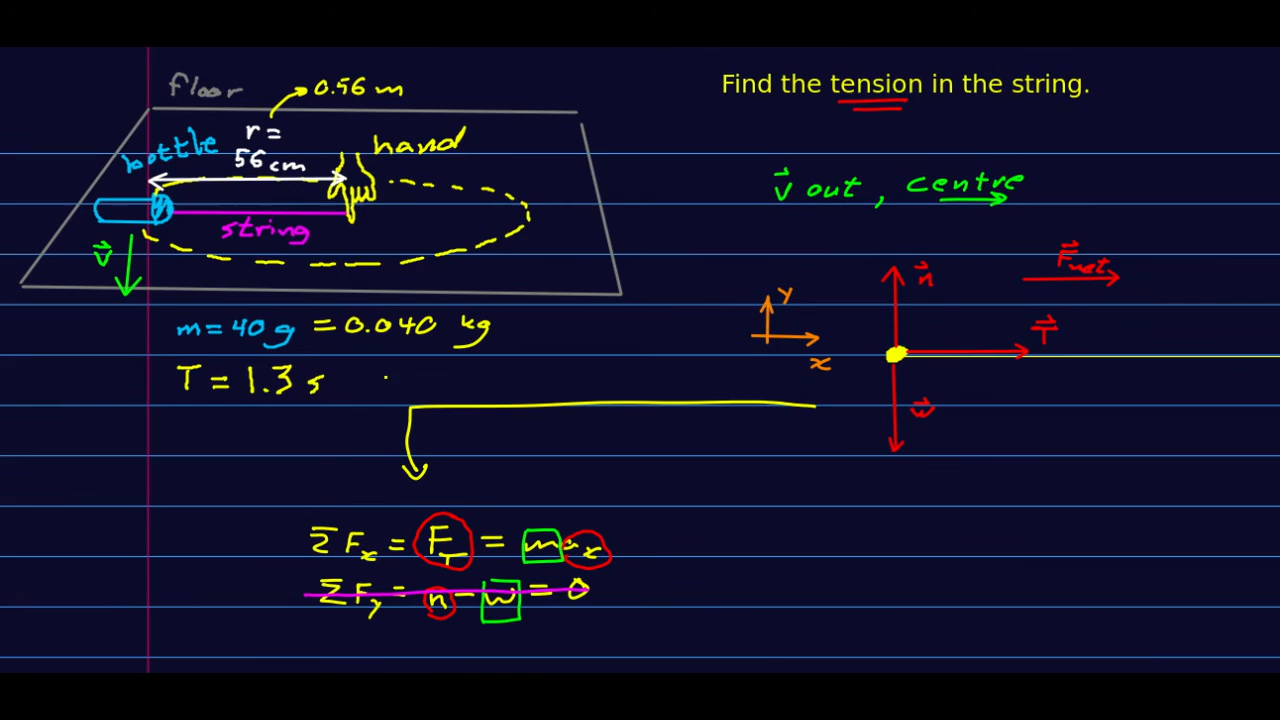 Find the tension in the string.
floor
0.56 m
r =
56 cm
bottle
hand
string
v⃗
v⃗ out, centre
n⃗
F⃗net
T⃗
w⃗
y
x
m = 40 g = 0.040 kg
T = 1.3 s
ΣFx = FT = max
ΣFy = n - w = 0